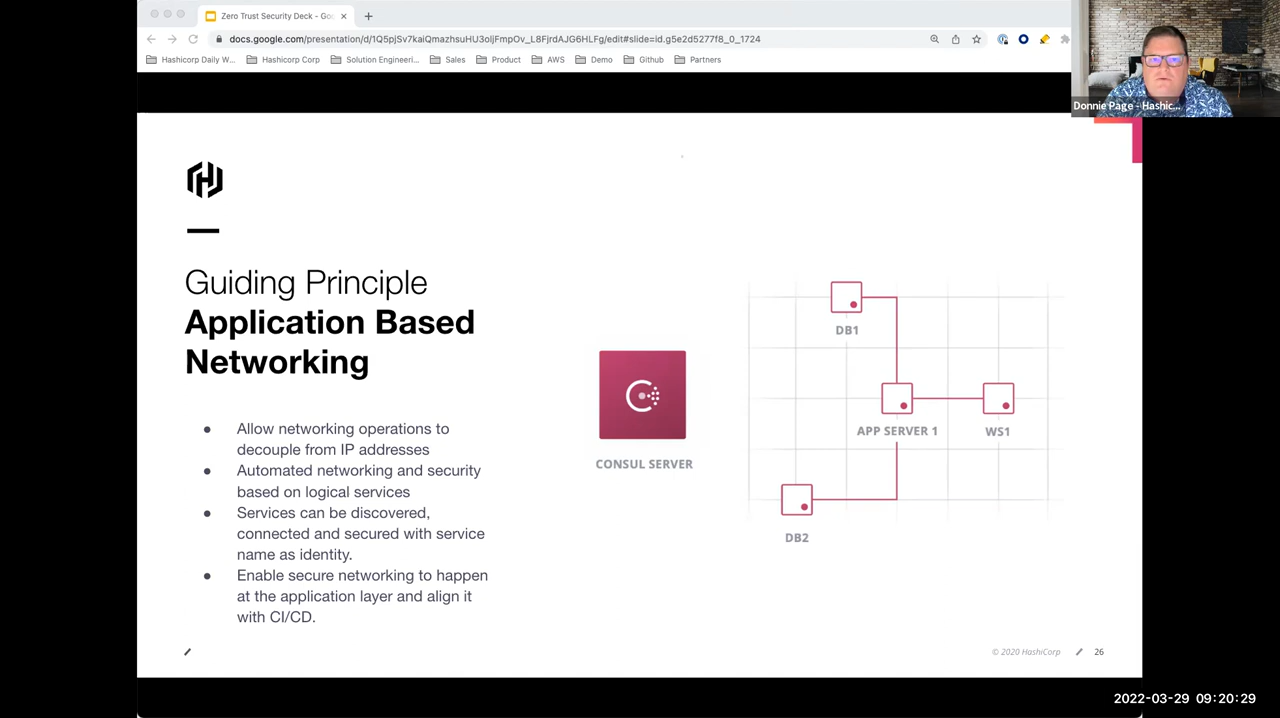 Zero Trust Security Deck - Goo
docs.google.com/presentation/d/
/edit#slide=id.g5e2d5277f8_0_1724
Hashicorp Daily W... Hashicorp Corp Solution Sales AWS Demo Github Partners
Donnie Page - Hashic...
Guiding Principle
Application Based
Networking
● Allow networking operations to
decouple from IP addresses
● Automated networking and security
based on logical services
● Services can be discovered,
connected and secured with service
name as identity.
● Enable secure networking to happen
at the application layer and align it
with CI/CD.
CONSUL SERVER
DB1
APP SERVER 1
WS1
DB2
© 2020 HashiCorp
26
2022-03-29 09:20:29